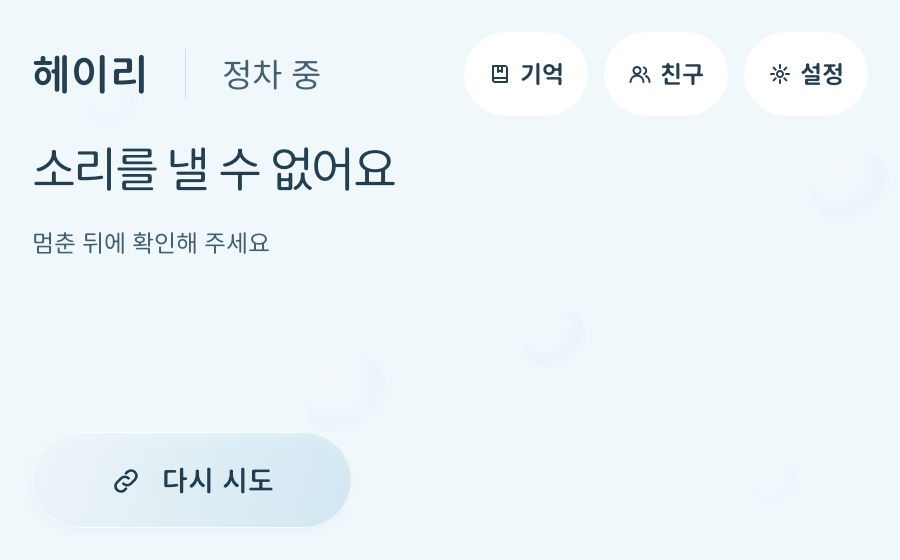 헤이리
정차 중
기억
친구
설정
소리를 낼 수 없어요
멈춘 뒤에 확인해 주세요
다시 시도